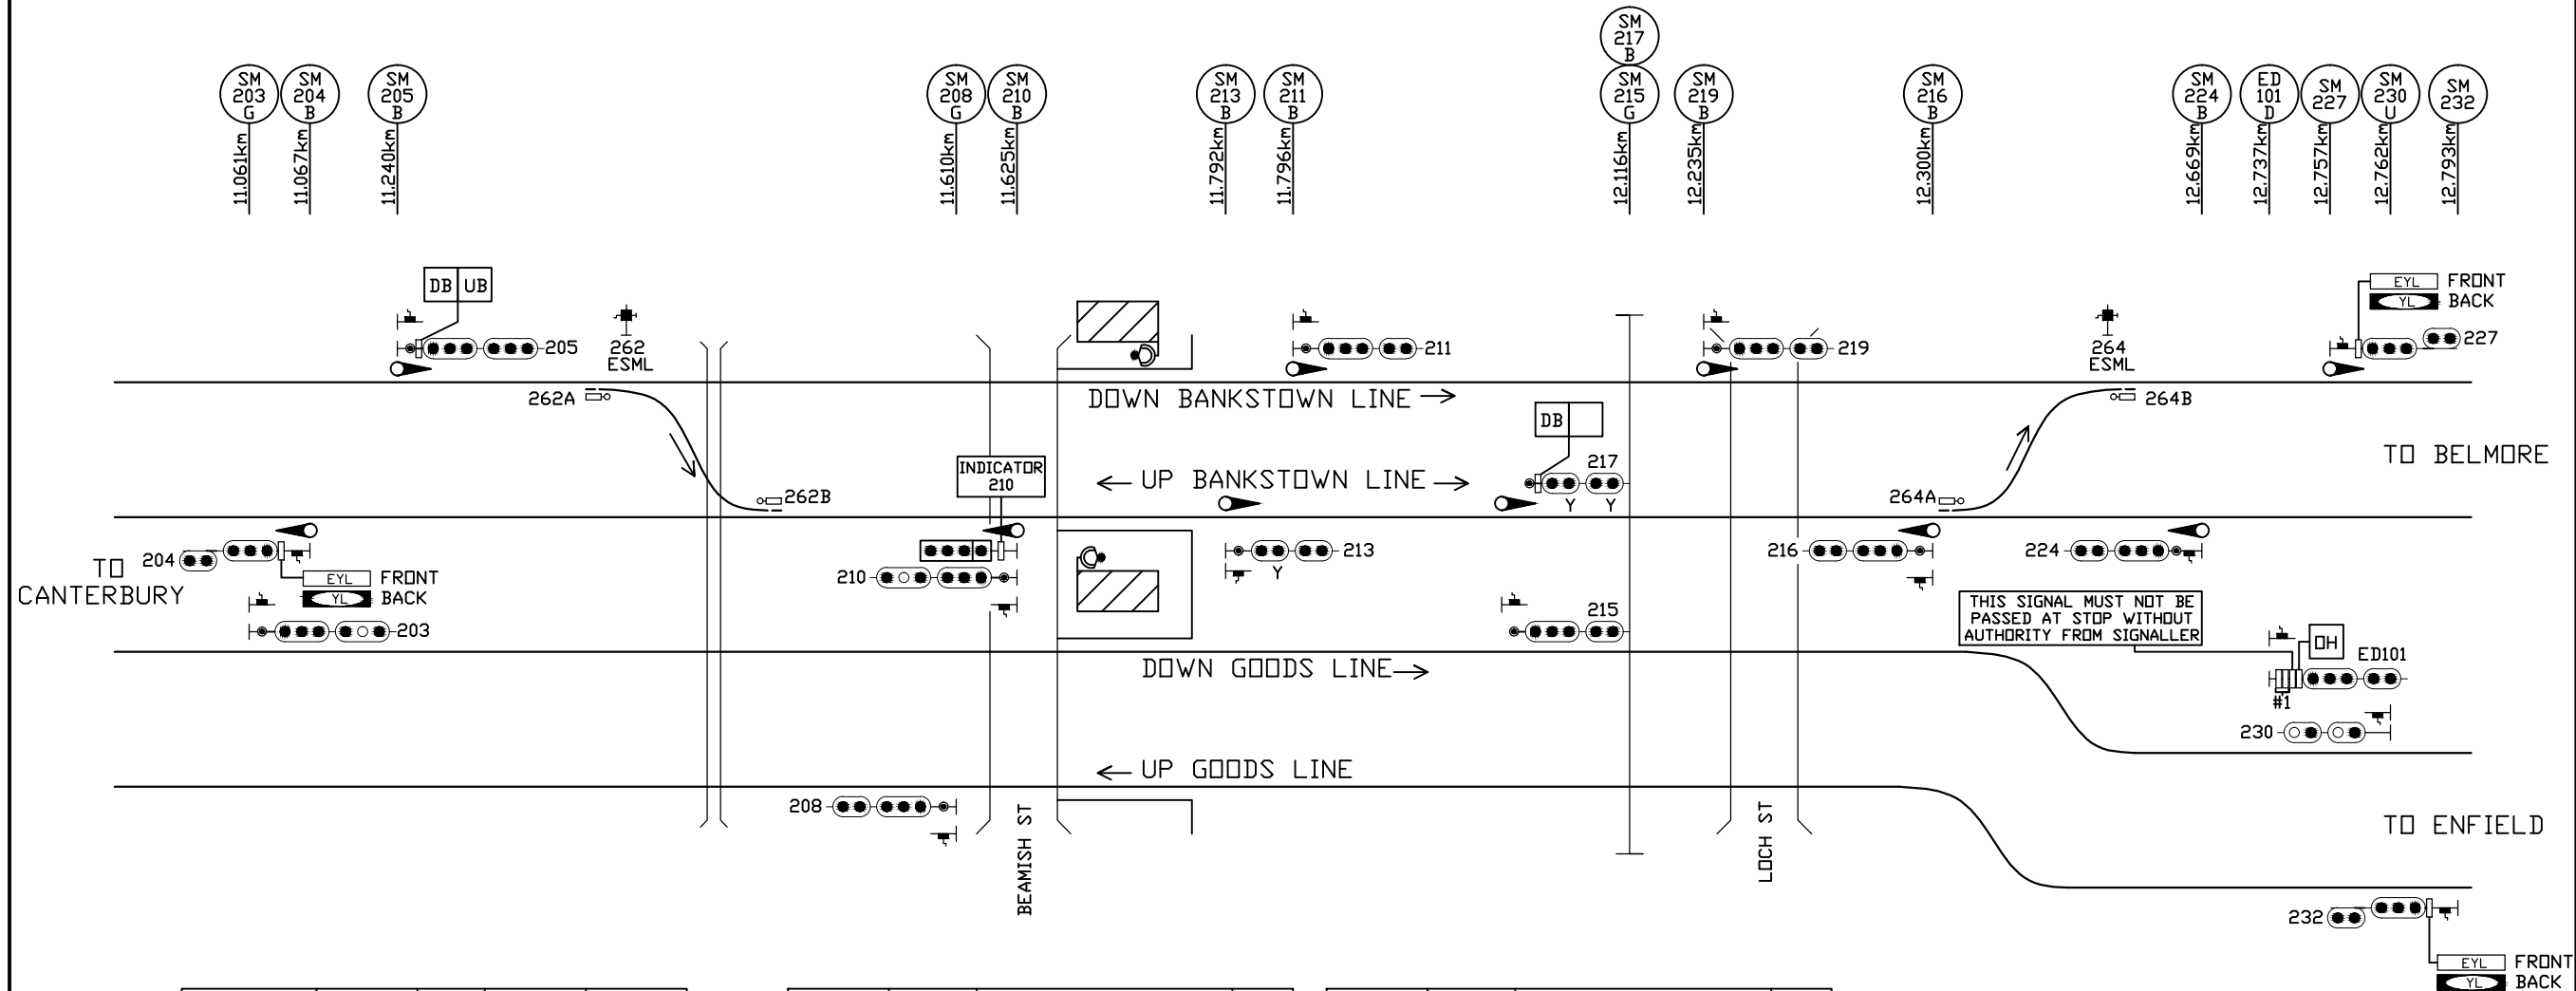 SM
217
B
SM
203
G
SM
204
B
SM
205
B
SM
208
G
SM
210
B
SM
213
B
SM
211
B
SM
215
G
SM
219
B
SM
216
B
SM
224
B
ED
101
D
SM
227
SM
230
U
SM
232
11.061km
11.067km
11.240km
11.610km
11.625km
11.792km
11.796km
12.116km
12.235km
12.300km
12.669km
12.737km
12.757km
12.762km
12.793km
DB UB
EYL FRONT
YL BACK
205
262
ESML
211
219
264
ESML
227
262A
DOWN BANKSTOWN LINE
264B
DB
TO BELMORE
INDICATOR
210
UP BANKSTOWN LINE
217
Y Y
262B
264A
204
TO
CANTERBURY
EYL FRONT
YL BACK
203
210
213
Y
215
216
224
THIS SIGNAL MUST NOT BE
PASSED AT STOP WITHOUT
AUTHORITY FROM SIGNALLER
OH
ED101
#1
DOWN GOODS LINE
230
UP GOODS LINE
208
BEAMISH ST
LOCH ST
TO ENFIELD
232
EYL FRONT
YL BACK